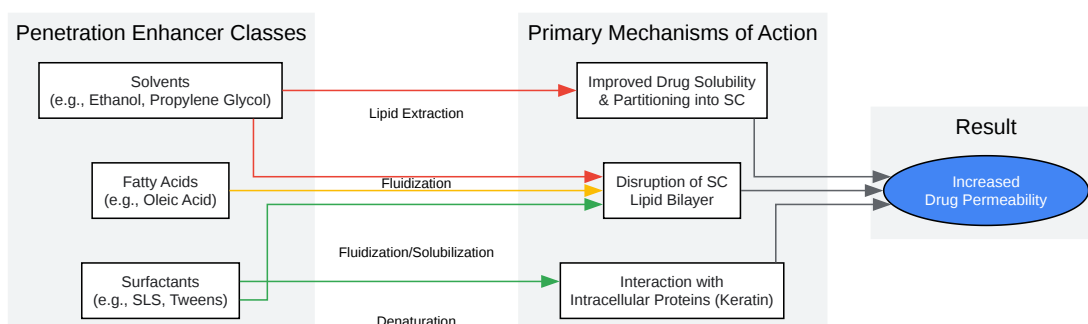 Penetration Enhancer Classes
Primary Mechanisms of Action
Solvents
(e.g., Ethanol, Propylene Glycol)
Improved Drug Solubility
& Partitioning into SC
Lipid Extraction
Result
Fatty Acids
(e.g., Oleic Acid)
Fluidization
Disruption of SC
Lipid Bilayer
Increased
Drug Permeability
Fluidization/Solubilization
Surfactants
(e.g., SLS, Tweens)
Interaction with
Intracellular Proteins (Keratin)
Denaturation